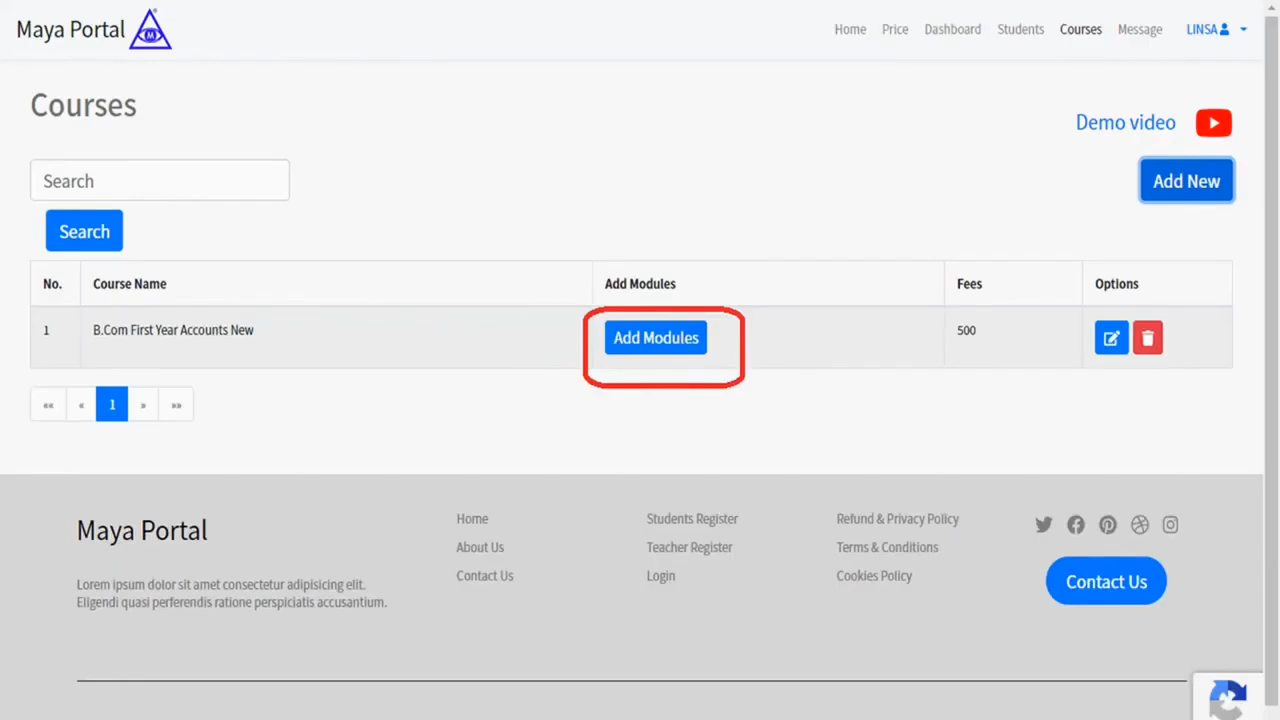 Maya Portal
Home Price Dashboard Students Courses Message LINSA
Courses
Demo video
Search
Add New
Search
No. Course Name Add Modules Fees Options
1 B.Com First Year Accounts New Add Modules 500
«« « 1 » »»
Maya Portal
Lorem ipsum dolor sit amet consectetur adipisicing elit.
Eligendi quasi perferendis ratione perspiciatis accusantium.
Home
About Us
Contact Us
Students Register
Teacher Register
Login
Refund & Privacy Policy
Terms & Conditions
Cookies Policy
Contact Us